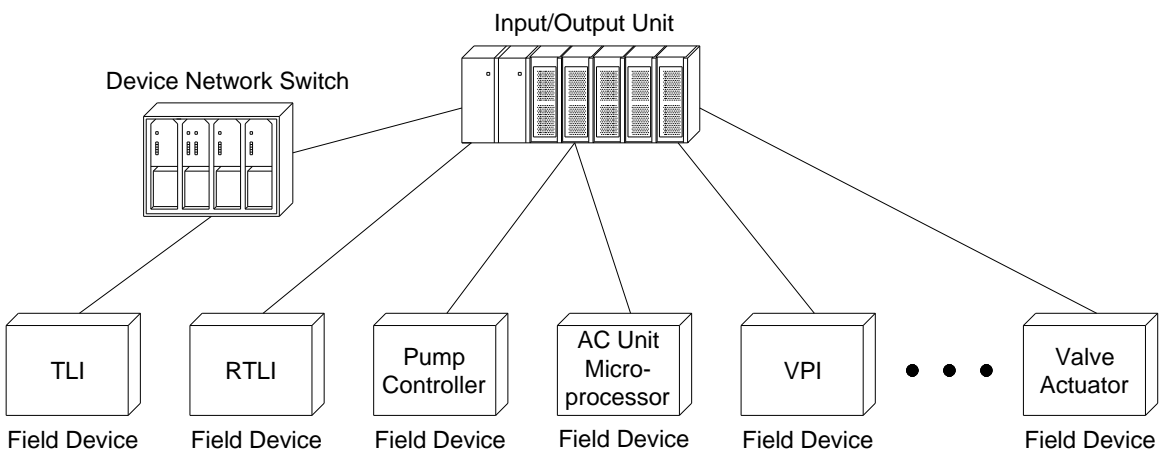 Input/Output Unit
Device Network Switch
TLI
RTLI
Pump
Controller
AC Unit
Micro-
processor
VPI
Valve
Actuator
Field Device
Field Device
Field Device
Field Device
Field Device
Field Device